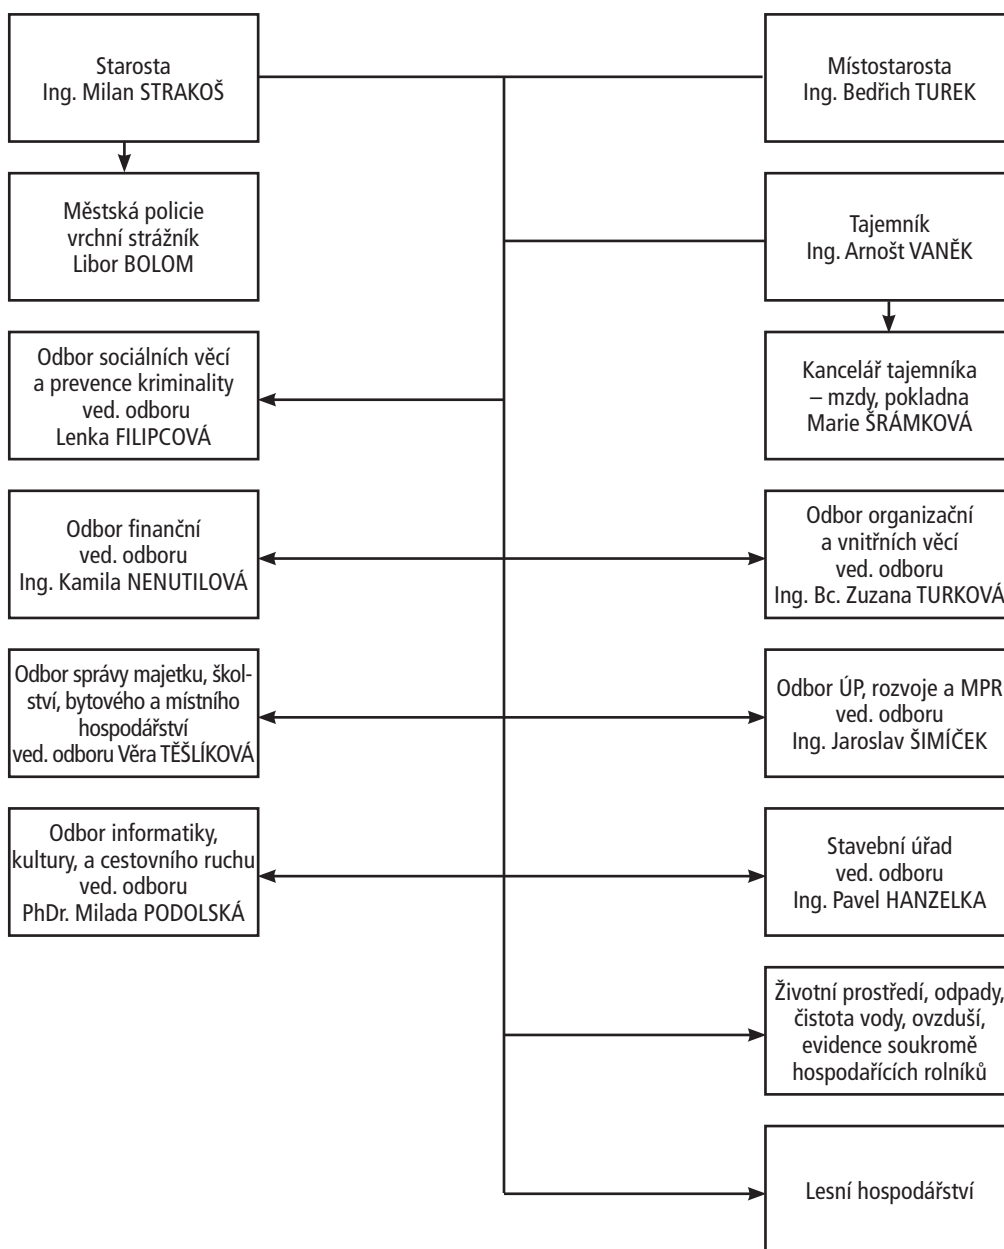 Starosta
Ing. Milan STRAKOŠ
Místostarosta
Ing. Bedřich TUREK
Městská policie
vrchní strážník
Libor BOLOM
Tajemník
Ing. Arnošt VANĚK
Odbor sociálních věcí
a prevence kriminality
ved. odboru
Lenka FILIPCOVÁ
Kancelář tajemníka
– mzdy, pokladna
Marie ŠRÁMKOVÁ
Odbor finanční
ved. odboru
Ing. Kamila NENUTILOVÁ
Odbor organizační
a vnitřních věcí
ved. odboru
Ing. Bc. Zuzana TURKOVÁ
Odbor správy majetku, škol-
ství, bytového a místního
hospodářství
ved. odboru Věra TĚŠLÍKOVÁ
Odbor ÚP, rozvoje a MPR
ved. odboru
Ing. Jaroslav ŠIMÍČEK
Odbor informatiky,
kultury, a cestovního ruchu
ved. odboru
PhDr. Milada PODOLSKÁ
Stavební úřad
ved. odboru
Ing. Pavel HANZELKA
Životní prostředí, odpady,
čistota vody, ovzduší,
evidence soukromě
hospodařících rolníků
Lesní hospodářství